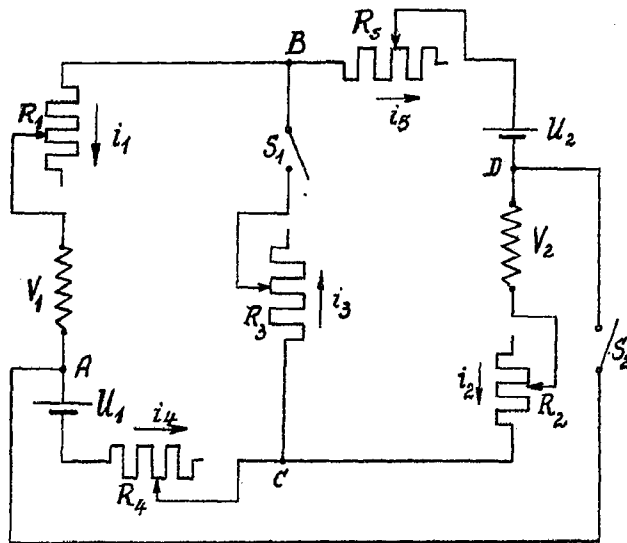 B
R₅
R₁
i₁
i₅
U₂
S₁
D
V₁
V₂
R₃
i₃
S₂
A
U₁
i₄
i₂
R₂
R₄
C